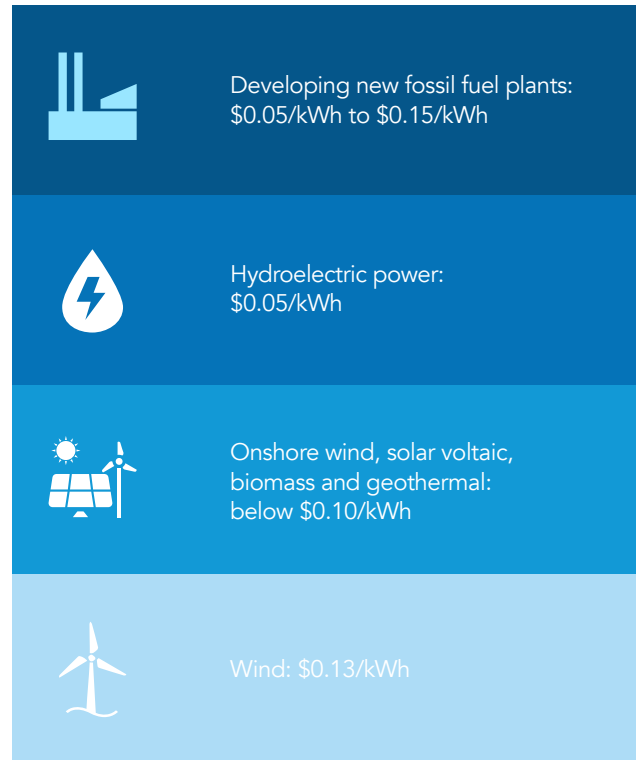 Developing new fossil fuel plants:
$0.05/kWh to $0.15/kWh
Hydroelectric power:
$0.05/kWh
Onshore wind, solar voltaic,
biomass and geothermal:
below $0.10/kWh
Wind: $0.13/kWh